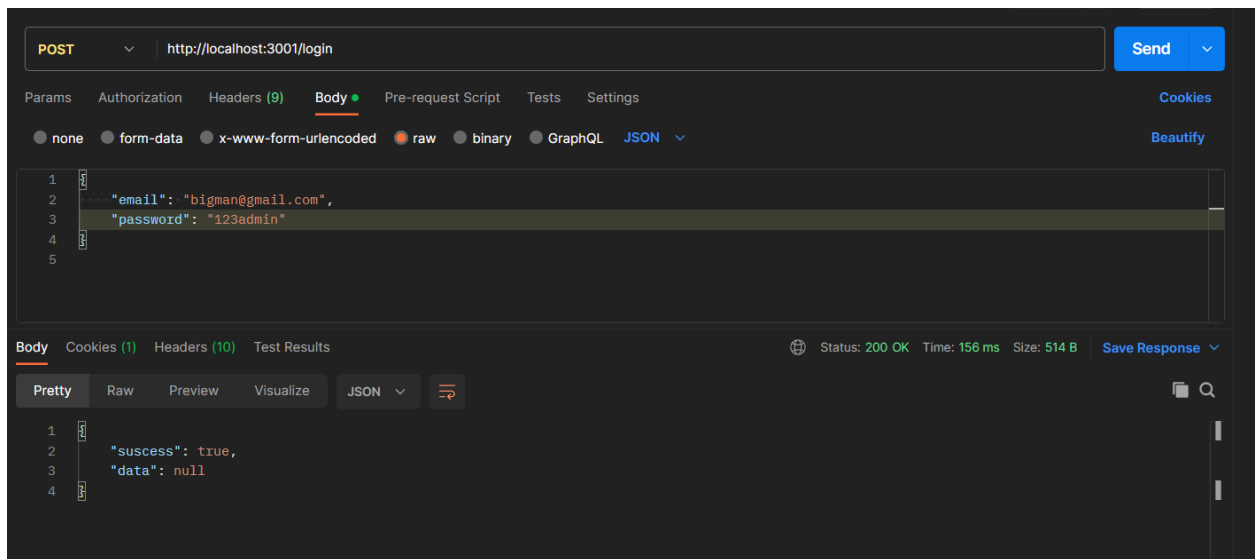 POST http://localhost:3001/login Send
Params Authorization Headers (9) Body Pre-request Script Tests Settings Cookies
none form-data x-www-form-urlencoded raw binary GraphQL JSON Beautify
1 {
2 "email": "bigman@gmail.com",
3 "password": "123admin"
4 }
5
Body Cookies (1) Headers (10) Test Results Status: 200 OK Time: 156 ms Size: 514 B Save Response
Pretty Raw Preview Visualize JSON
1 {
2 "suscess": true,
3 "data": null
4 }